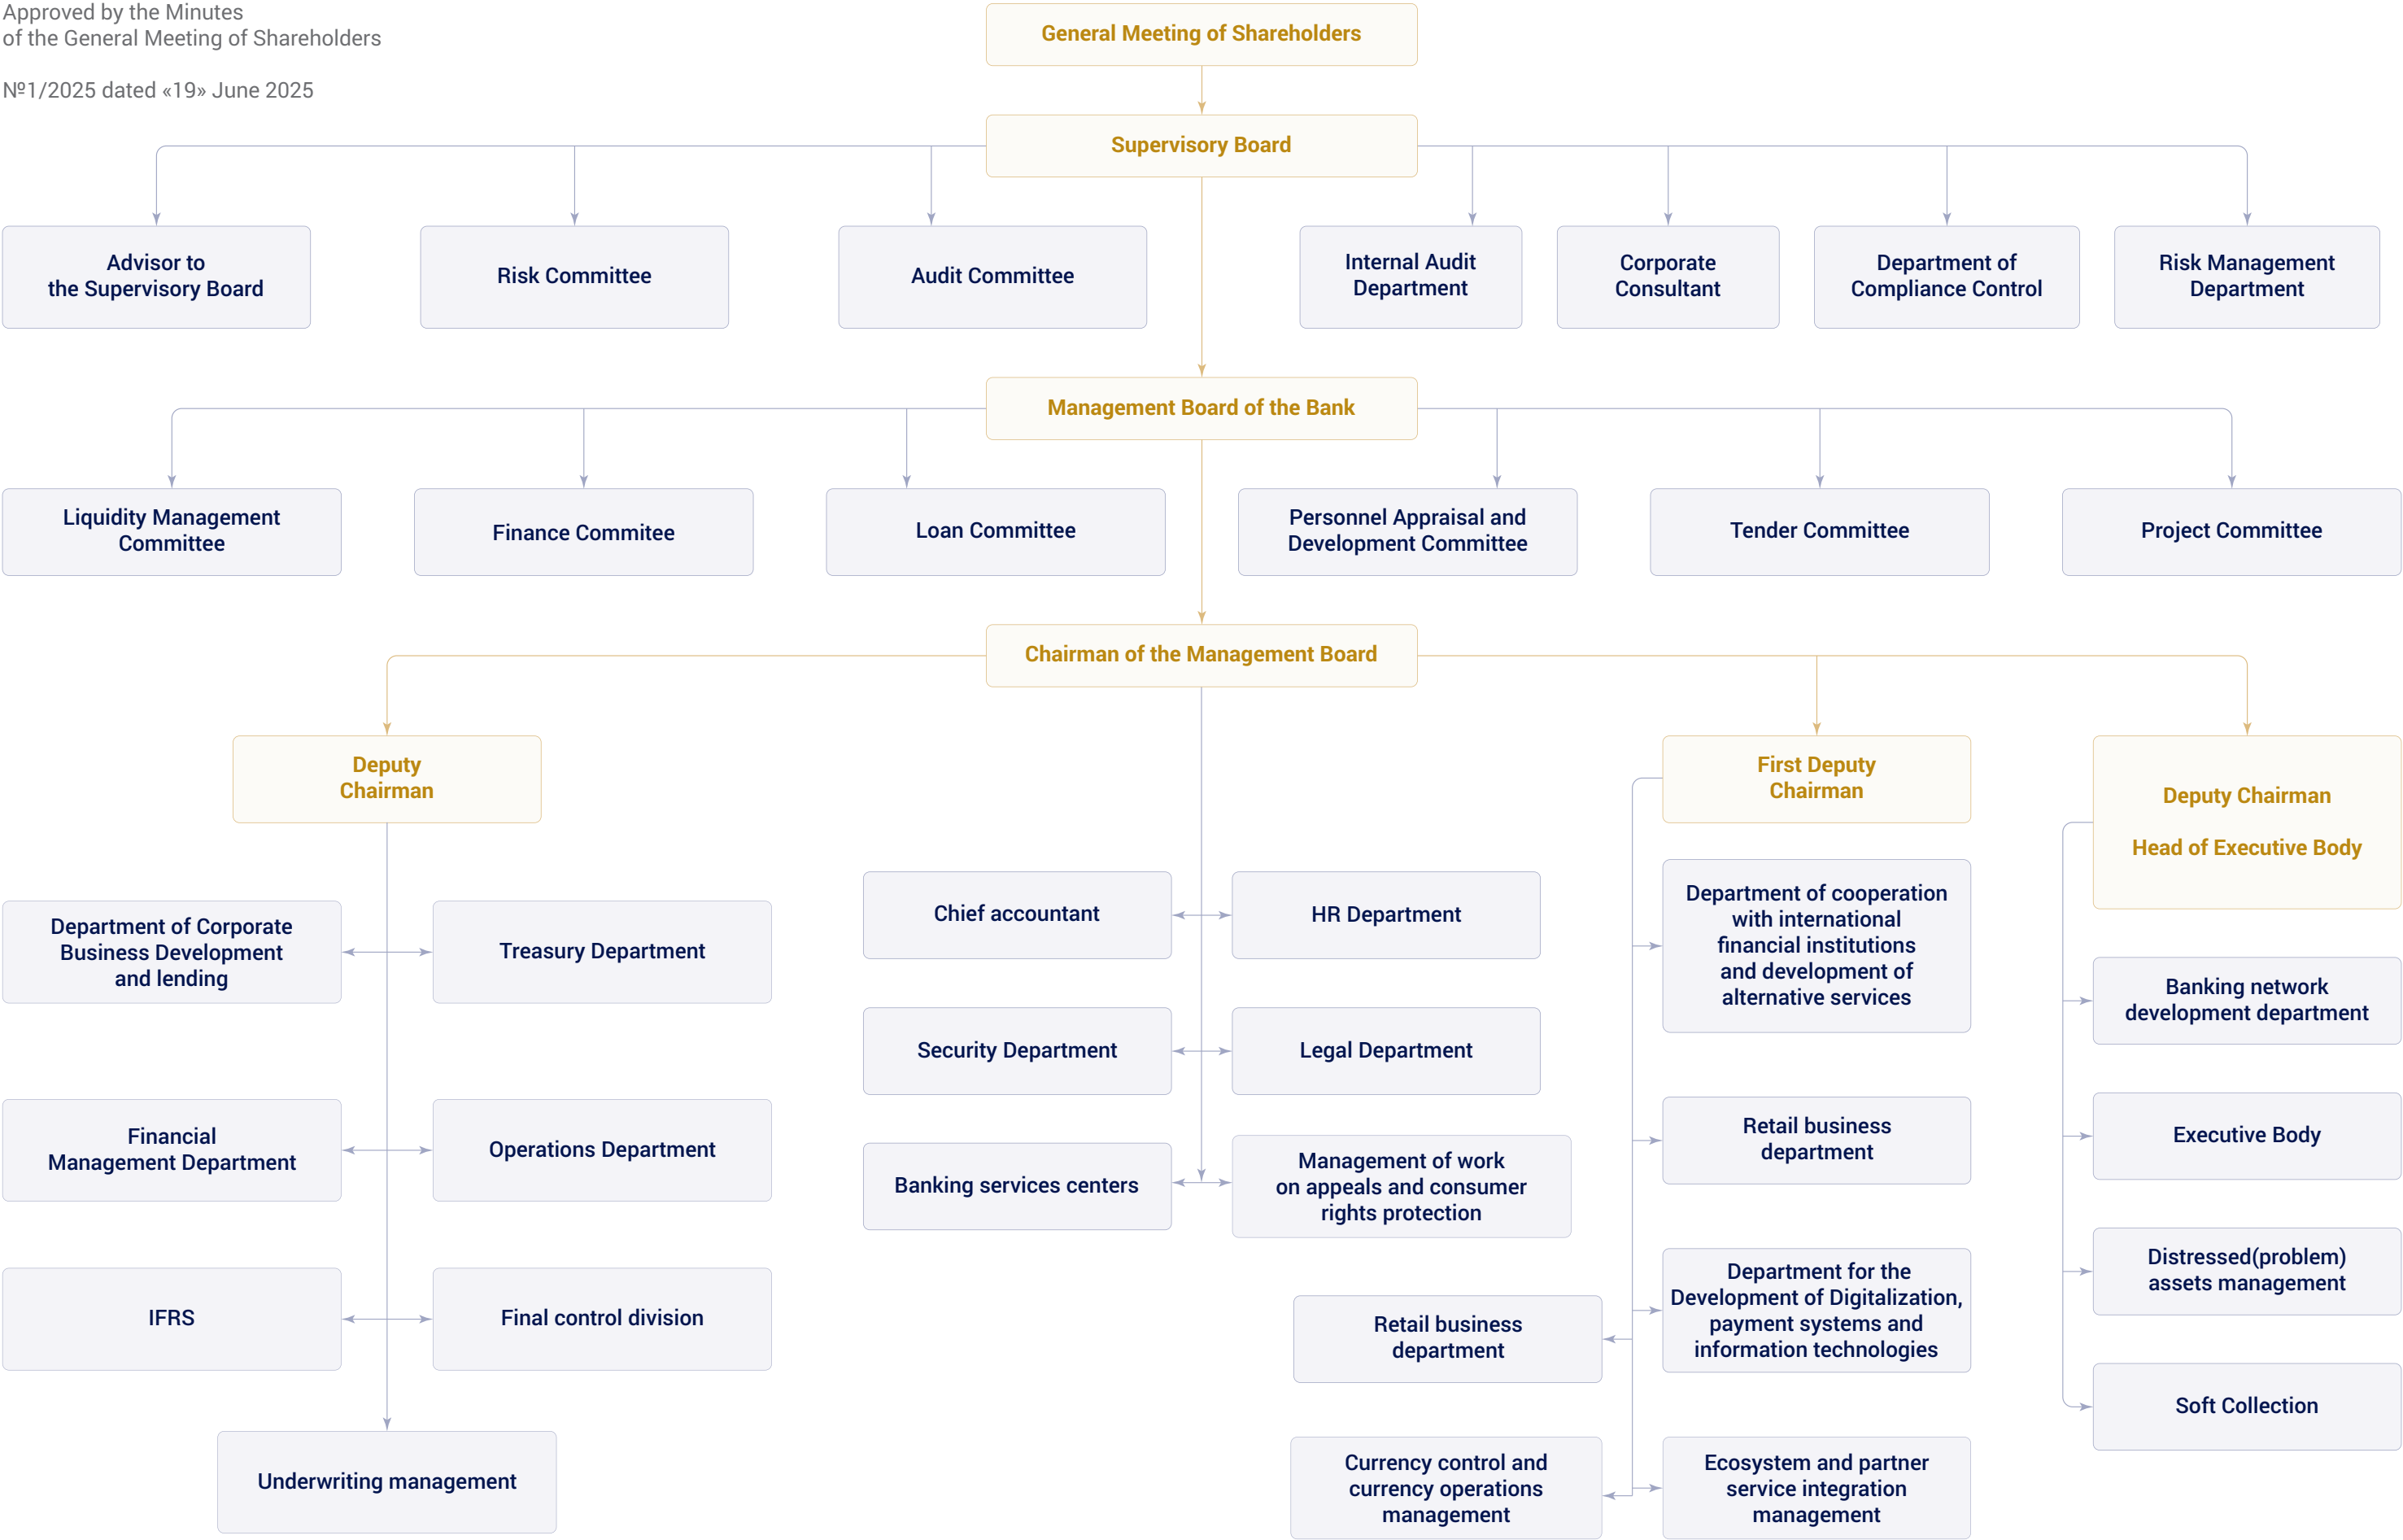 Approved by the Minutes
of the General Meeting of Shareholders
№1/2025 dated «19» June 2025
General Meeting of Shareholders
Supervisory Board
Advisor to
the Supervisory Board
Risk Committee
Audit Committee
Internal Audit
Department
Corporate
Consultant
Department of
Compliance Control
Risk Management
Department
Management Board of the Bank
Liquidity Management
Committee
Finance Commitee
Loan Committee
Personnel Appraisal and
Development Committee
Tender Committee
Project Committee
Chairman of the Management Board
Deputy
Chairman
Department of Corporate
Business Development
and lending
Treasury Department
Financial
Management Department
Operations Department
IFRS
Final control division
Underwriting management
Chief accountant
HR Department
Security Department
Legal Department
Banking services centers
Management of work
on appeals and consumer
rights protection
First Deputy
Chairman
Department of cooperation
with international
financial institutions
and development of
alternative services
Retail business
department
Department for the
Development of Digitalization,
payment systems and
information technologies
Retail business
department
Currency control and
currency operations
management
Ecosystem and partner
service integration
management
Deputy Chairman
Head of Executive Body
Banking network
development department
Executive Body
Distressed(problem)
assets management
Soft Collection